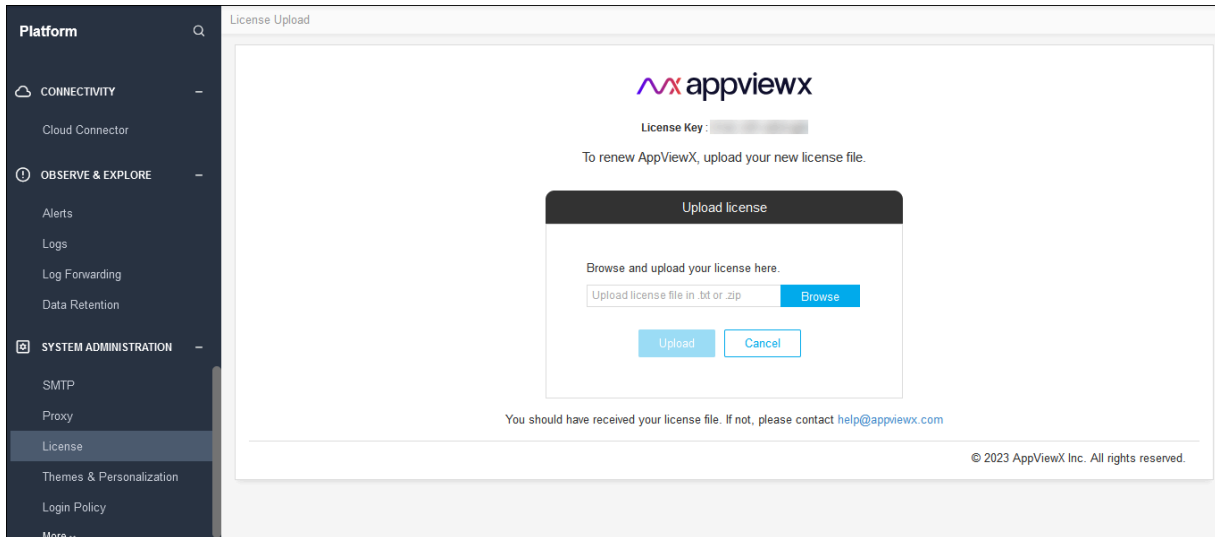 Platform
CONNECTIVITY
Cloud Connector
OBSERVE & EXPLORE
Alerts
Logs
Log Forwarding
Data Retention
SYSTEM ADMINISTRATION
SMTP
Proxy
License
Themes & Personalization
Login Policy
More
License Upload
appviewx
License Key :
To renew AppViewX, upload your new license file.
Upload license
Browse and upload your license here.
Upload license file in .txt or .zip
Browse
Upload
Cancel
You should have received your license file. If not, please contact help@appviewx.com
© 2023 AppViewX Inc. All rights reserved.